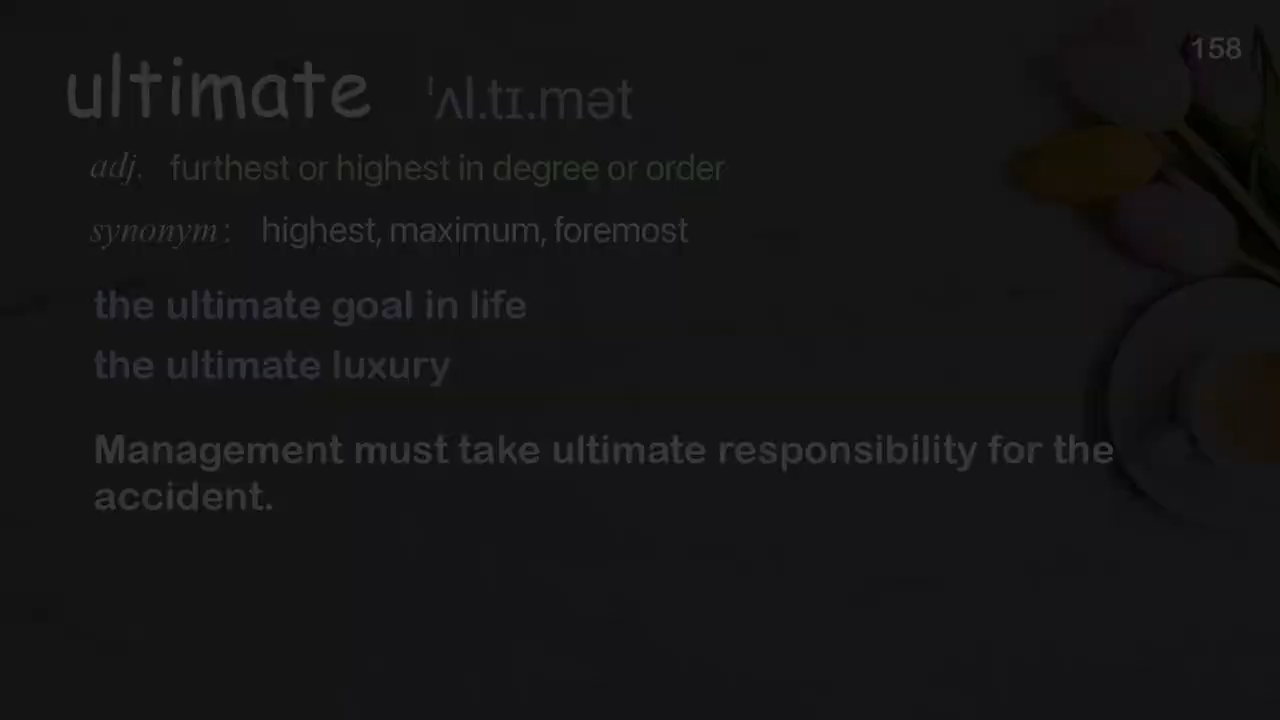 158
ultimate ˈʌl.tɪ.mət
adj. furthest or highest in degree or order
synonym: highest, maximum, foremost
the ultimate goal in life
the ultimate luxury
Management must take ultimate responsibility for the
accident.